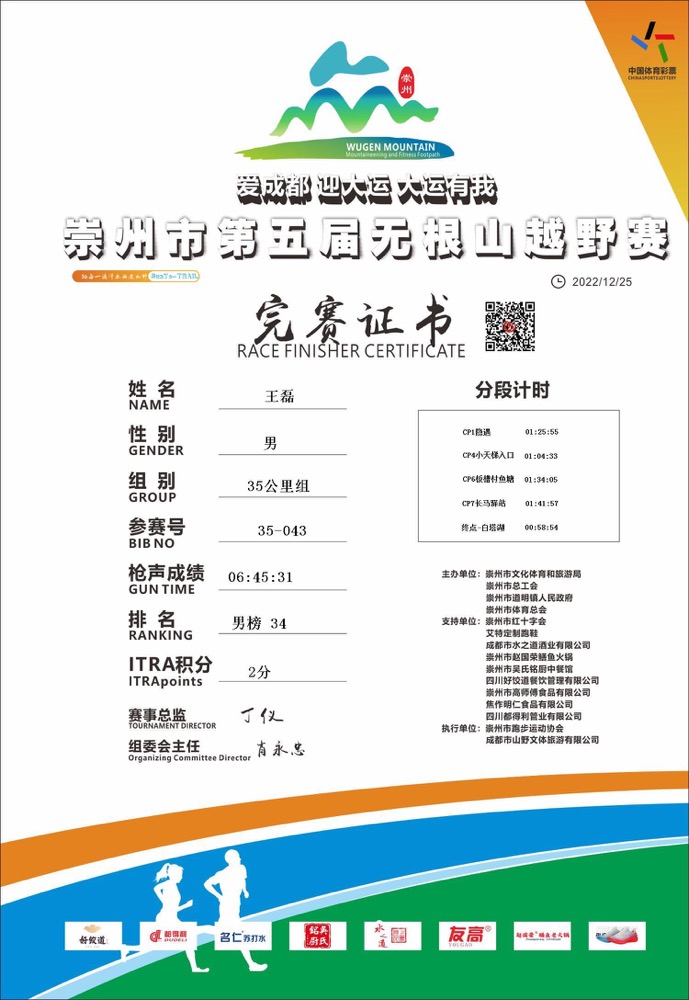 中国体育彩票
CHINA SPORTS LOTTERY
崇州
WUGEN MOUNTAIN
Mountaineering and Fitness Footpath
爱成都 迎大运 大运有我
崇州市第五届无根山越野赛
2022/12/25
完赛证书
RACE FINISHER CERTIFICATE
姓 名
NAME
王磊
性 别
GENDER
男
组 别
GROUP
35公里组
参赛号
BIB NO
35-043
枪声成绩
GUN TIME
06:45:31
排 名
RANKING
男榜 34
ITRA积分
ITRApoints
2分
赛事总监
TOURNAMENT DIRECTOR
丁仪
组委会主任
Organizing Committee Director
肖永忠
分段计时
CP1隐遇 01:25:55
CP4小天梯入口 01:04:33
CP6板槽村鱼塘 01:34:05
CP7长马驿站 01:41:57
终点-白塔湖 00:58:54
主办单位：崇州市文化体育和旅游局
崇州市总工会
崇州市道明镇人民政府
崇州市体育总会
支持单位：崇州市红十字会
艾特定制跑鞋
成都市水之道酒业有限公司
崇州市赵国荣鳝鱼火锅
崇州市吴氏铭厨中餐馆
四川好饺道餐饮管理有限公司
崇州市高师傅食品有限公司
焦作明仁食品有限公司
四川都得利管业有限公司
执行单位：崇州市跑步运动协会
成都市山野文体旅游有限公司
好饺道
都得利
DUDELI
名仁苏打水
铭吴厨氏
水之道
友高
YOUGAO